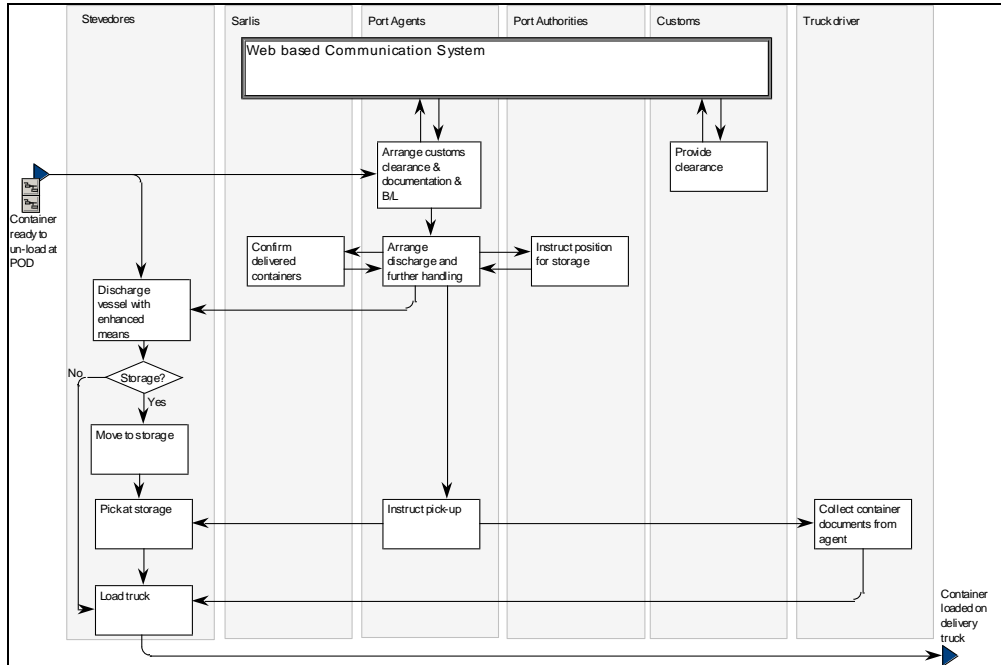 Stevedores
Sarlis
Port Agents
Port Authorities
Customs
Truck driver
Web based Communication System
Arrange customs
clearance &
documentation &
B/L
Provide
clearance
Container
ready to
un-load at
POD
Confirm
delivered
containers
Arrange
discharge and
further handling
Instruct position
for storage
Discharge
vessel with
enhanced
means
No
Storage?
Yes
Move to storage
Pick at storage
Instruct pick-up
Collect container
documents from
agent
Load truck
Container
loaded on
delivery
truck